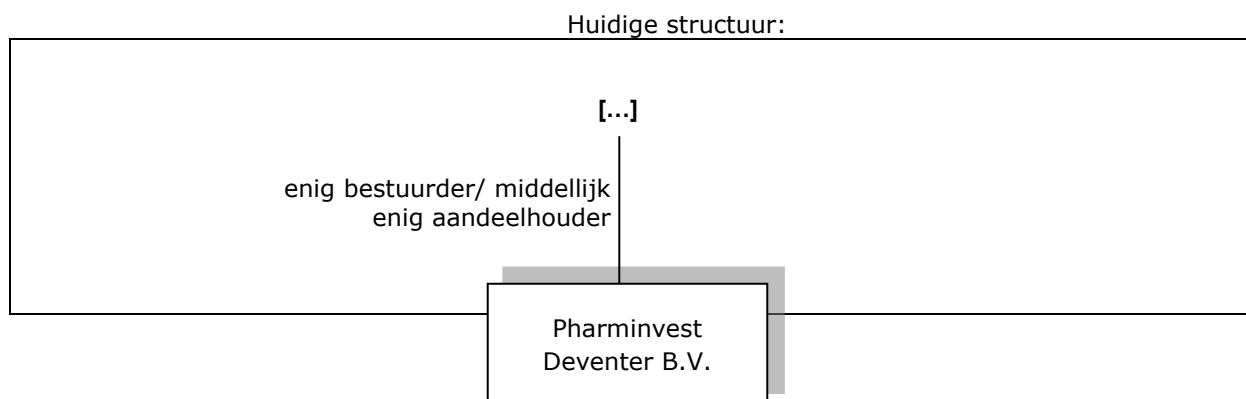 Huidige structuur:
[...]
enig bestuurder/ middellijk
enig aandeelhouder
Pharminvest
Deventer B.V.